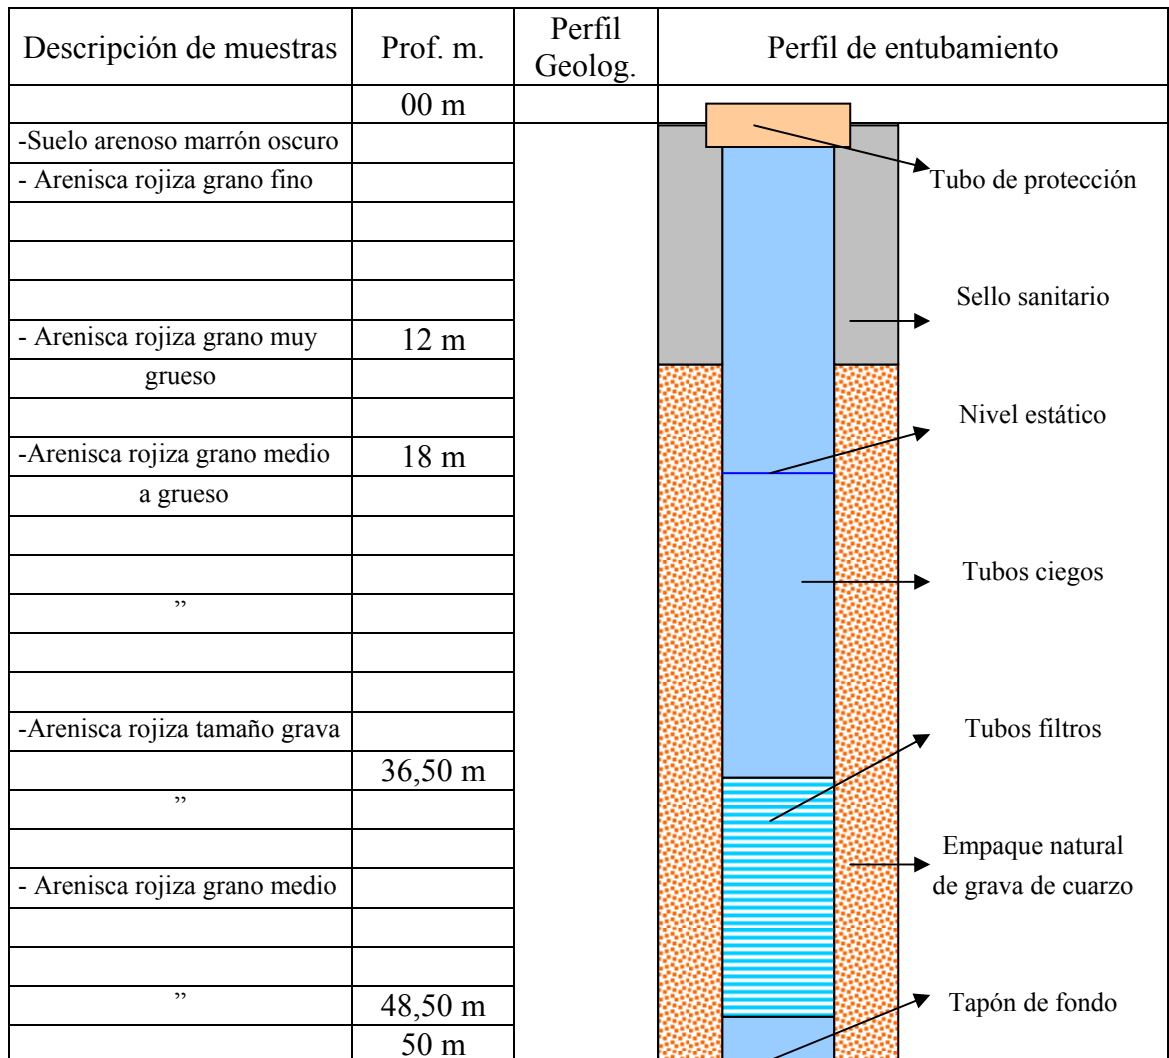 Descripción de muestras Prof. m. Perfil Geolog. Perfil de entubamiento
00 m
-Suelo arenoso marrón oscuro
- Arenisca rojiza grano fino
Tubo de protección
Sello sanitario
- Arenisca rojiza grano muy 12 m
grueso
Nivel estático
-Arenisca rojiza grano medio 18 m
a grueso
Tubos ciegos
”
-Arenisca rojiza tamaño grava
Tubos filtros
36,50 m
”
Empaque natural
de grava de cuarzo
- Arenisca rojiza grano medio
” 48,50 m
Tapón de fondo
50 m